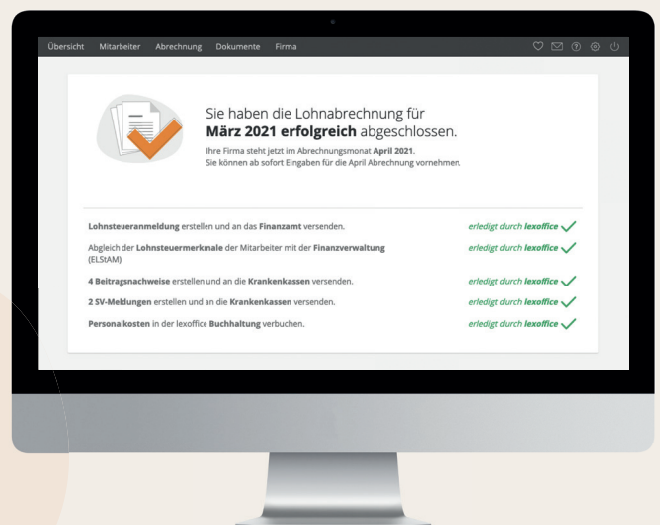 Übersicht Mitarbeiter Abrechnung Dokumente Firma
Sie haben die Lohnabrechnung für
März 2021 erfolgreich abgeschlossen.
Ihre Firma steht jetzt im Abrechnungsmonat April 2021.
Sie können ab sofort Eingaben für die April Abrechnung vornehmen.
Lohnsteueranmeldung erstellen und an das Finanzamt versenden. erledigt durch lexoffice
Abgleich der Lohnsteuermerkmale der Mitarbeiter mit der Finanzverwaltung erledigt durch lexoffice
(ELStAM)
4 Beitragsnachweise erstellen und an die Krankenkassen versenden. erledigt durch lexoffice
2 SV-Meldungen erstellen und an die Krankenkassen versenden. erledigt durch lexoffice
Personalkosten in der lexoffice Buchhaltung verbuchen. erledigt durch lexoffice